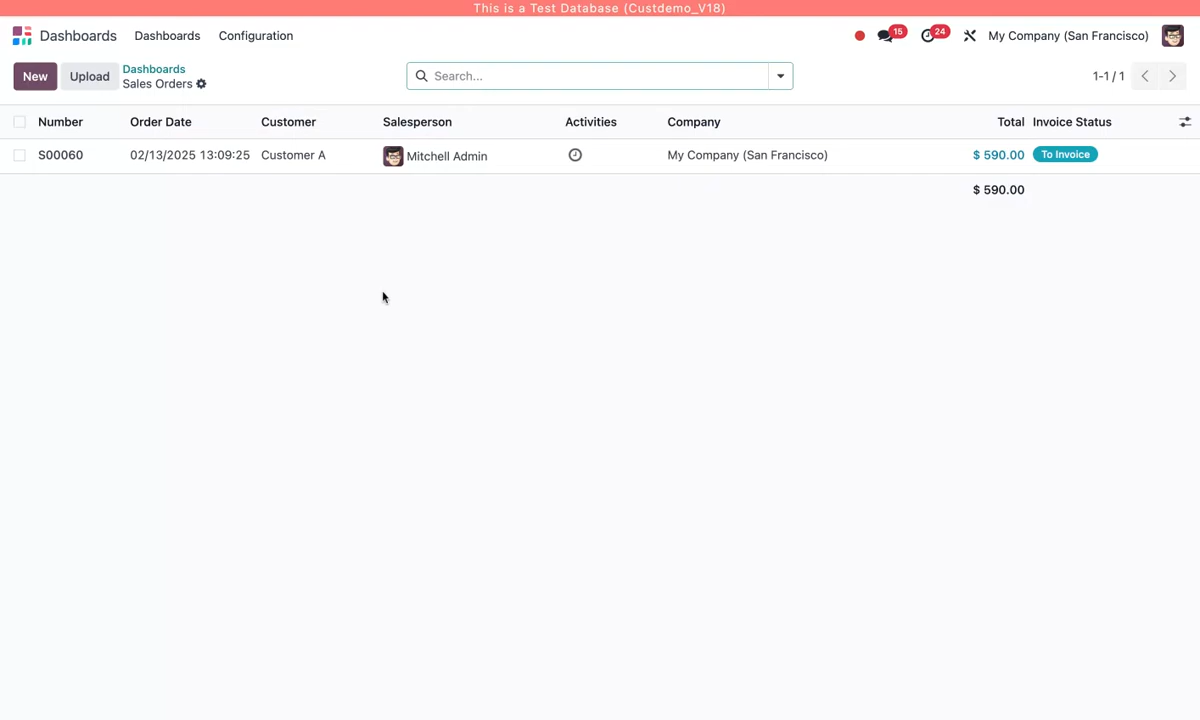 This is a Test Database (Custdemo_V18)
Dashboards Dashboards Configuration 15 24 My Company (San Francisco)
New Upload Dashboards Search... 1-1 / 1
Sales Orders
Number Order Date Customer Salesperson Activities Company Total Invoice Status
S00060 02/13/2025 13:09:25 Customer A Mitchell Admin My Company (San Francisco) $ 590.00 To Invoice
$ 590.00